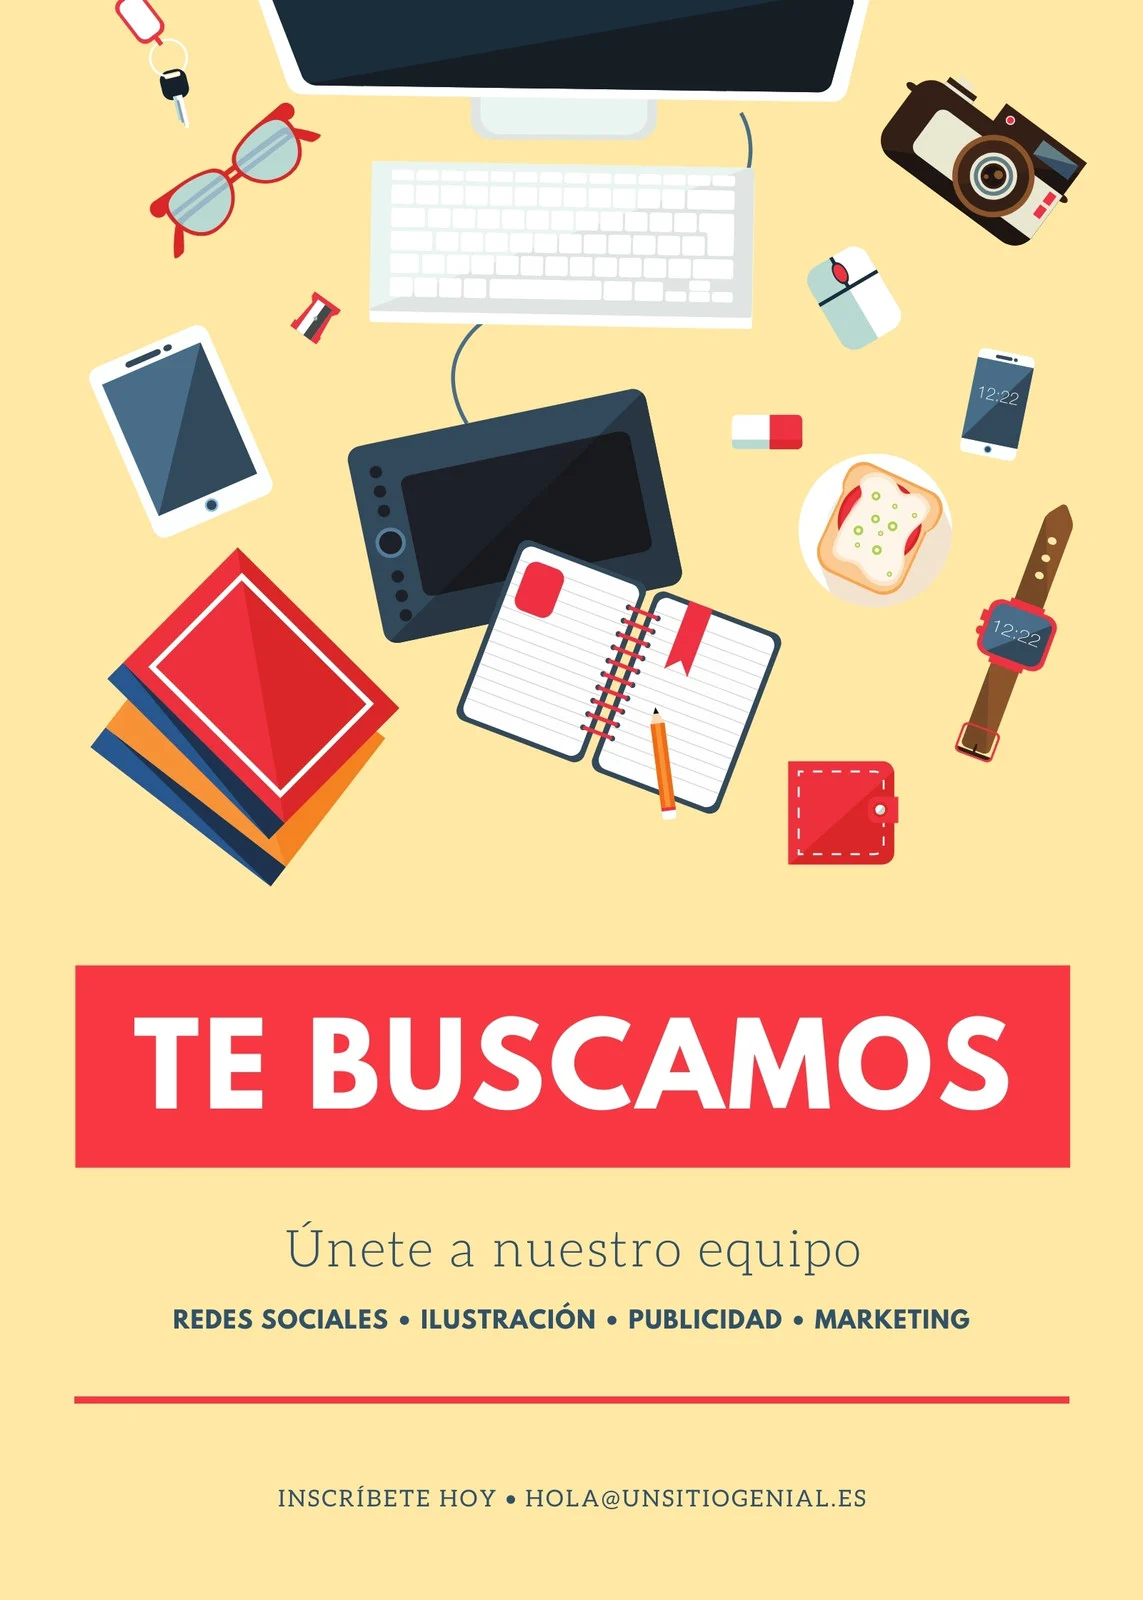 12:22
12:22
TE BUSCAMOS
Únete a nuestro equipo
REDES SOCIALES • ILUSTRACIÓN • PUBLICIDAD • MARKETING
INSCRÍBETE HOY • HOLA@UNSITIOGENIAL.ES